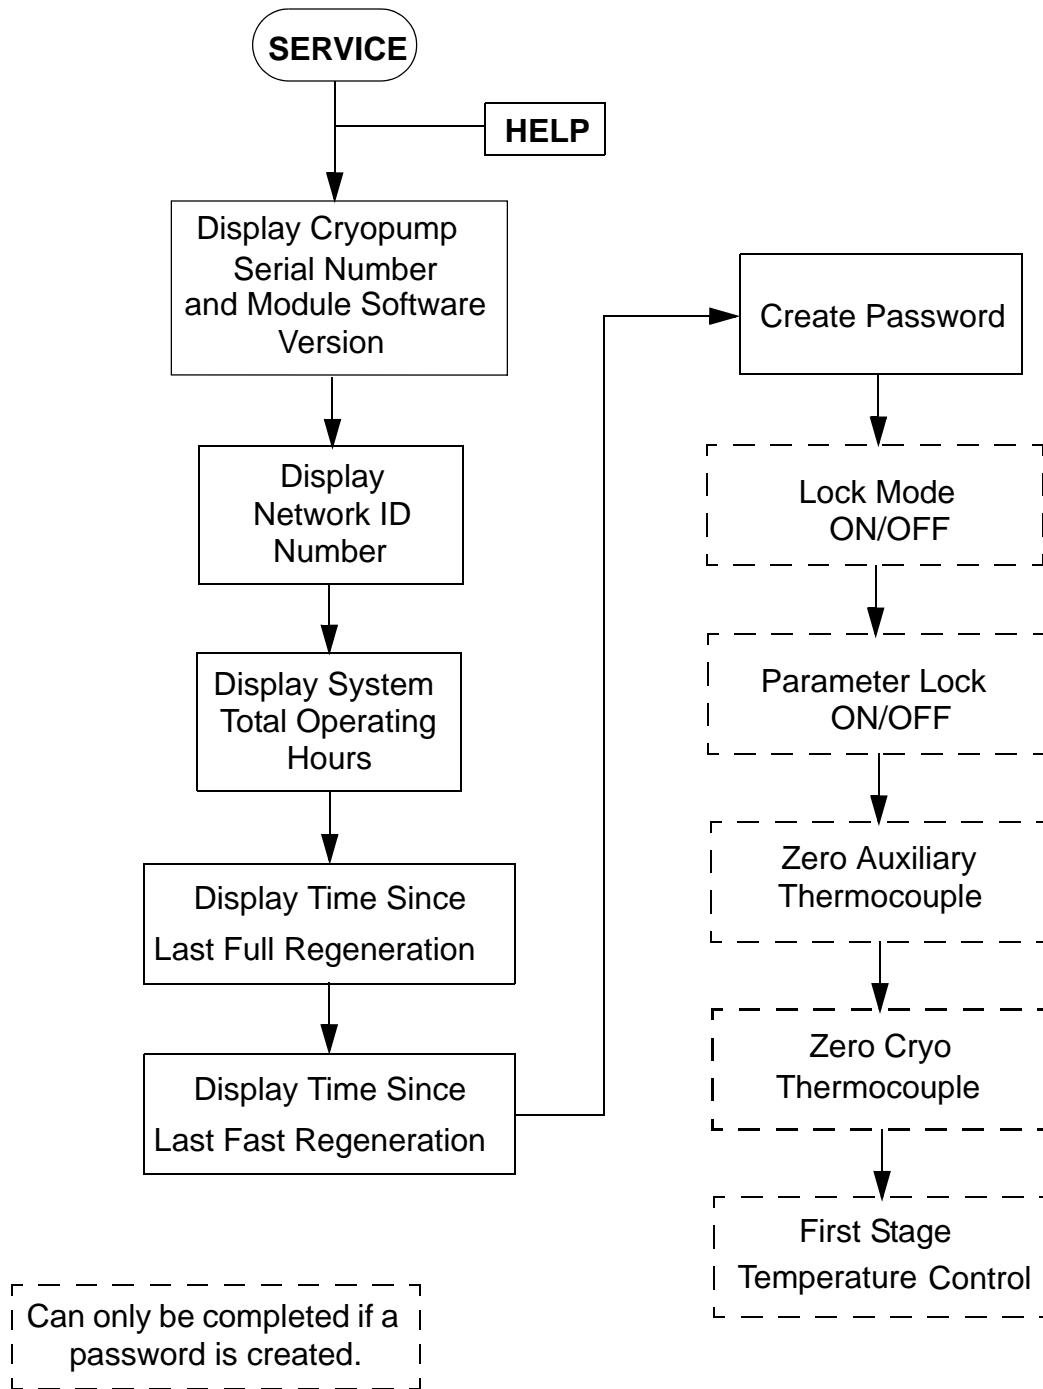 SERVICE
HELP
Display Cryopump
Serial Number
and Module Software
Version
Display
Network ID
Number
Display System
Total Operating
Hours
Display Time Since
Last Full Regeneration
Display Time Since
Last Fast Regeneration
Create Password
Lock Mode
ON/OFF
Parameter Lock
ON/OFF
Zero Auxiliary
Thermocouple
Zero Cryo
Thermocouple
First Stage
Temperature Control
Can only be completed if a
password is created.